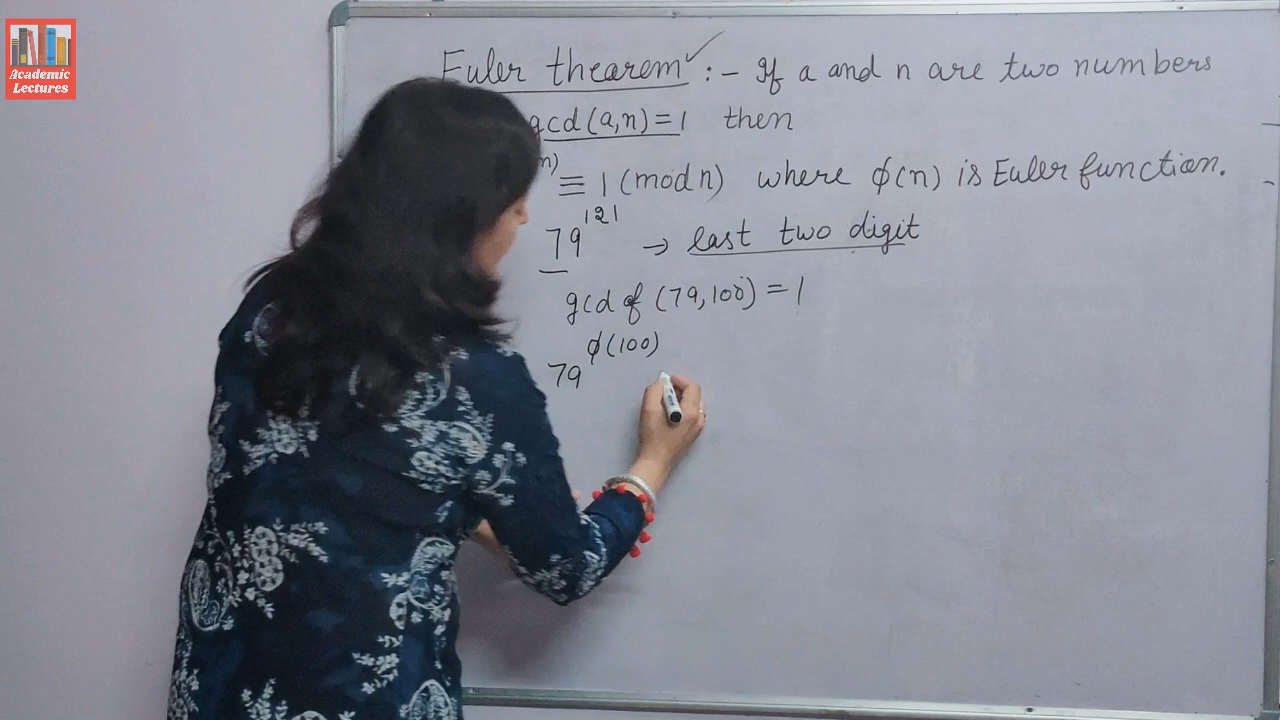 Academic
Lectures
Euler thearem ✓ :- If a and n are two numbers
gcd(a,n)=1 then
n) ≡ 1 (mod n) where ϕ(n) is Euler function.
79^121 → last two digit
gcd of (79,100) = 1
79^ϕ(100)